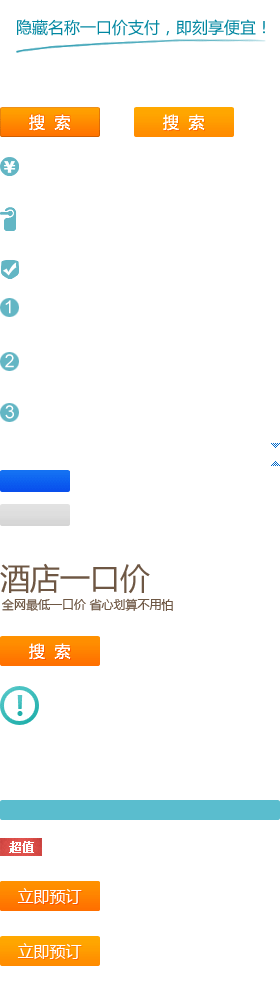 隐藏名称一口价支付，即刻享便宜！
搜 索 搜 索
¥
1
2
3
酒店一口价
全网最低一口价 省心划算不用怕
搜 索
!
超值
立即预订
立即预订